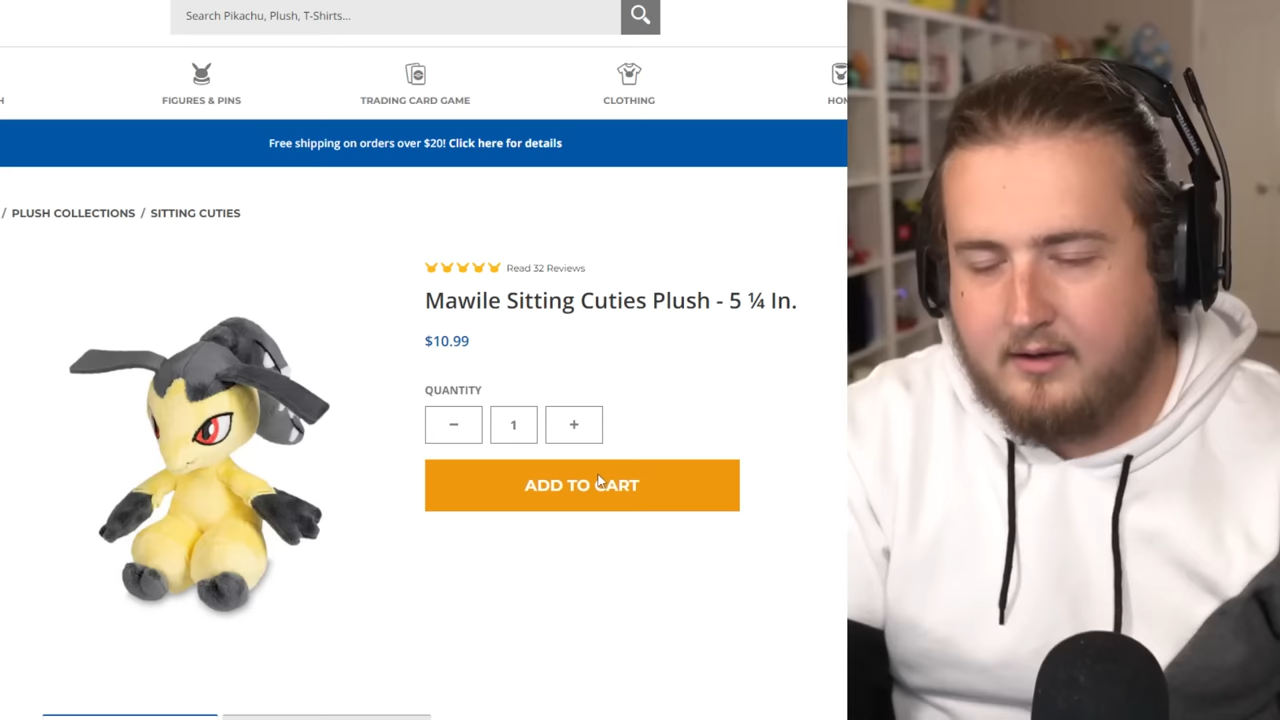 Search Pikachu, Plush, T-Shirts...
H
FIGURES & PINS
TRADING CARD GAME
CLOTHING
HOM
Free shipping on orders over $20! Click here for details
/ PLUSH COLLECTIONS / SITTING CUTIES
Read 32 Reviews
Mawile Sitting Cuties Plush - 5 ¼ In.
$10.99
QUANTITY
− 1 +
ADD TO CART